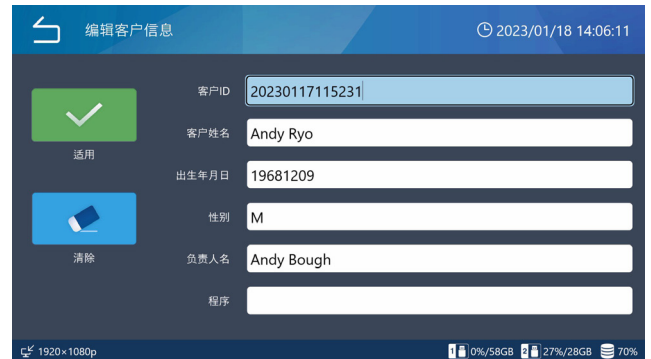 编辑客户信息 2023/01/18 14:06:11
客户ID 20230117115231
客户姓名 Andy Ryo
适用
出生年月日 19681209
性别 M
清除
负责人名 Andy Bough
程序
1920×1080p 1 0%/58GB 2 27%/28GB 70%